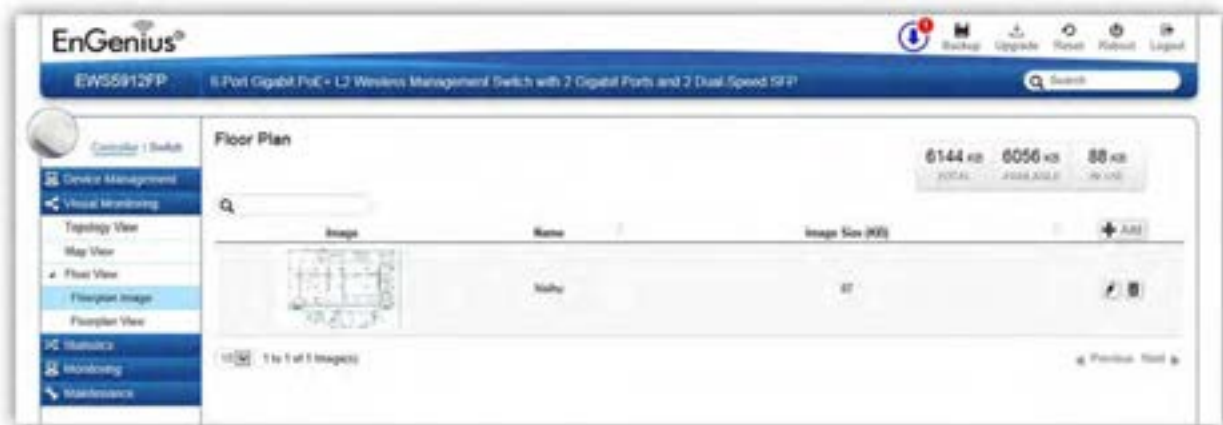 EnGenius®
1
Backup Upgrade Reset Reboot Logout
EWS5912FP 8 Port Gigabit PoE+ L2 Wireless Management Switch with 2 Gigabit Ports and 2 Dual-Speed SFP Search
Controller | Switch
Device Management
Visual Monitoring
Topology View
Map View
Floor View
Floorplan Image
Floorplan View
Statistics
Monitoring
Maintenance
Floor Plan
6144 KB 6056 KB 88 KB
TOTAL AVAILABLE IN USE
Image Name Image Size (KB) Add
87
10 1 to 1 of 1 Image(s) Previous Next